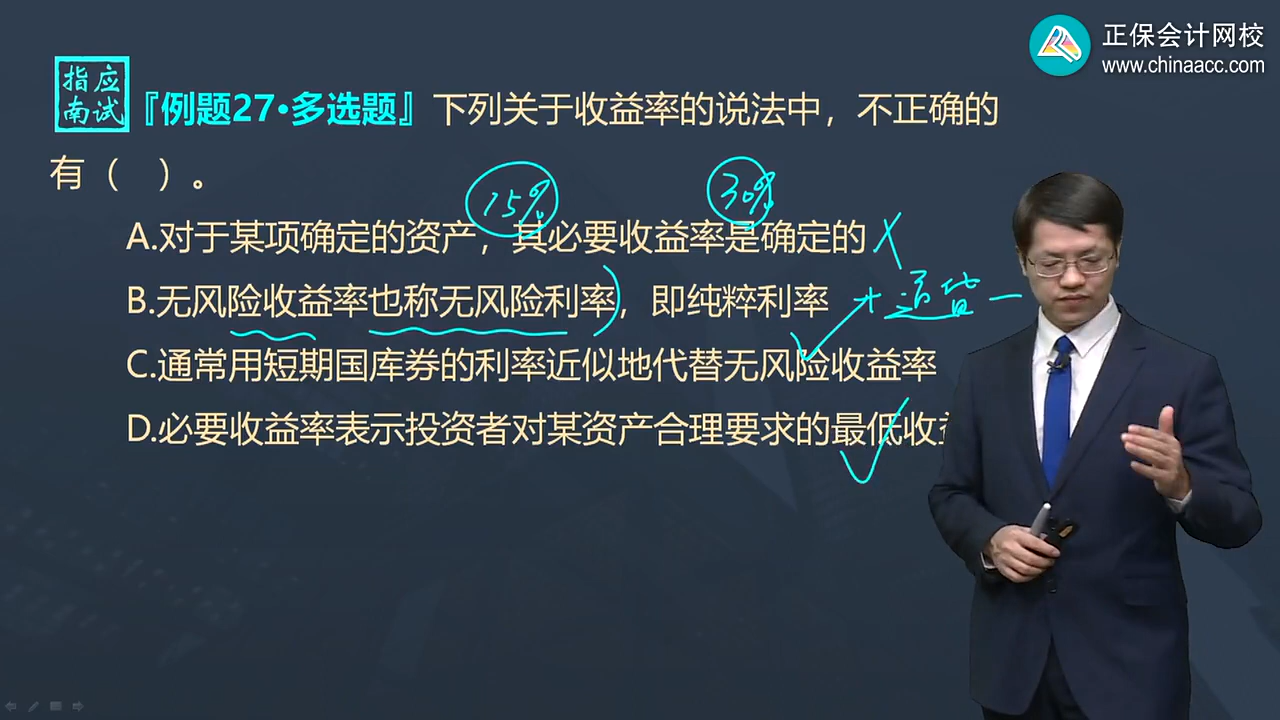 正保会计网校
www.chinaacc.com
指应
南试
『例题27•多选题』下列关于收益率的说法中，不正确的
有（ ）。
15%
30%
A.对于某项确定的资产，其必要收益率是确定的 X
B.无风险收益率也称无风险利率，即纯粹利率 + 通货
C.通常用短期国库券的利率近似地代替无风险收益率
D.必要收益率表示投资者对某资产合理要求的最低收益